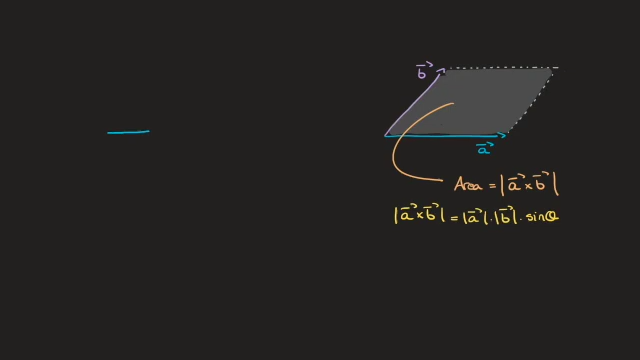 b⃗
a⃗
Area = |a⃗ × b⃗|
|a⃗ × b⃗| = |a⃗| · |b⃗| · sinθ